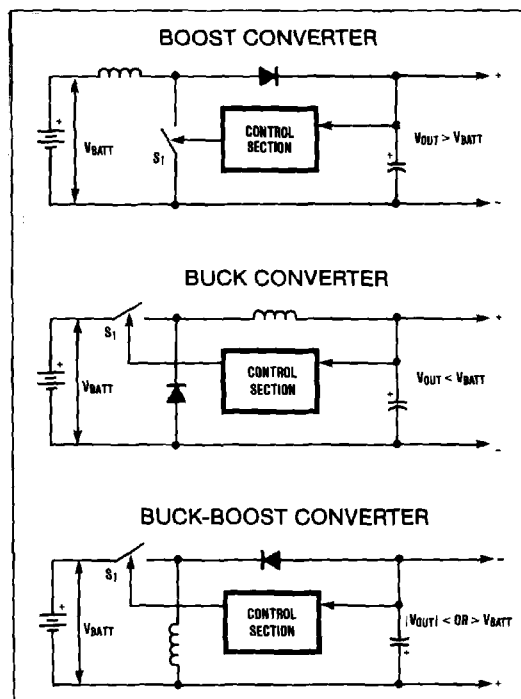 BOOST CONVERTER
+
+
VBATT
S1
CONTROL
SECTION
+
VOUT > VBATT
−
BUCK CONVERTER
+
S1
+
VBATT
CONTROL
SECTION
+
VOUT < VBATT
−
BUCK-BOOST CONVERTER
−
S1
+
VBATT
CONTROL
SECTION
|VOUT| < OR > VBATT
+
+